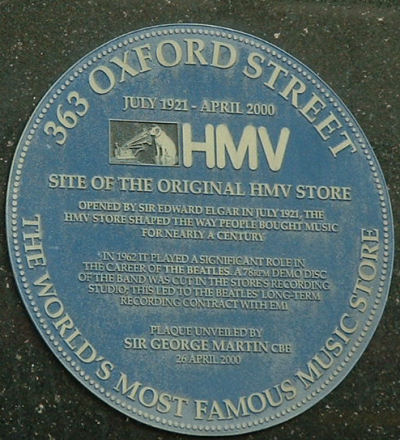 363 OXFORD STREET
JULY 1921 - APRIL 2000
HMV
SITE OF THE ORIGINAL HMV STORE
OPENED BY SIR EDWARD ELGAR IN JULY 1921, THE
HMV STORE SHAPED THE WAY PEOPLE BOUGHT MUSIC
FOR NEARLY A CENTURY
IN 1962 IT PLAYED A SIGNIFICANT ROLE IN
THE CAREER OF THE BEATLES. A 78RPM DEMO DISC
OF THE BAND WAS CUT IN THE STORE'S RECORDING
STUDIO; THIS LED TO THE BEATLES' LONG-TERM
RECORDING CONTRACT WITH EMI
PLAQUE UNVEILED BY
SIR GEORGE MARTIN CBE
26 APRIL 2000
THE WORLD'S MOST FAMOUS MUSIC STORE